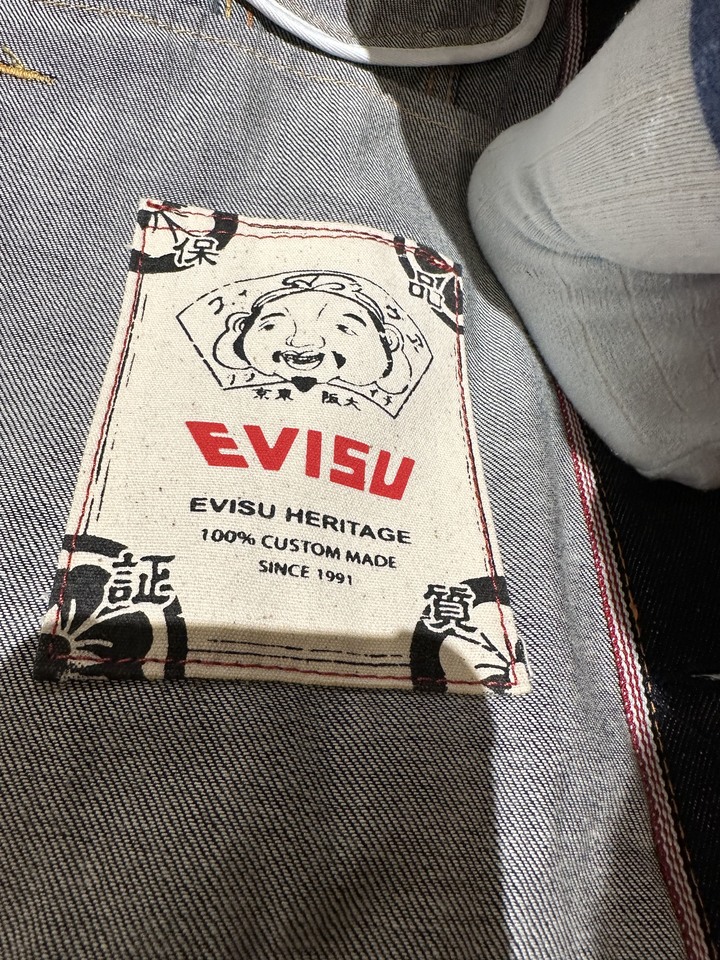 保
品
京東 阪大
EVISU
EVISU HERITAGE
100% CUSTOM MADE
SINCE 1991
証
質